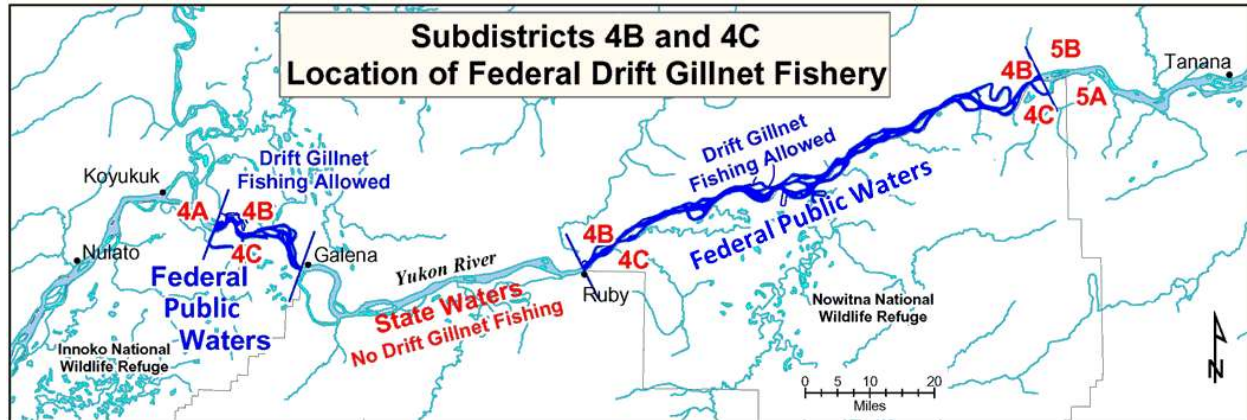 Subdistricts 4B and 4C
Location of Federal Drift Gillnet Fishery
5B
Tanana
4B
5A
4C
Drift Gillnet
Fishing Allowed
Federal Public Waters
Koyukuk
Drift Gillnet
Fishing Allowed
4A
4B
4C
Nulato
Galena
Federal
Public
Waters
Yukon River
4B
4C
Ruby
State Waters
No Drift Gillnet Fishing
Innoko National
Wildlife Refuge
Nowitna National
Wildlife Refuge
N
0 5 10 20
Miles